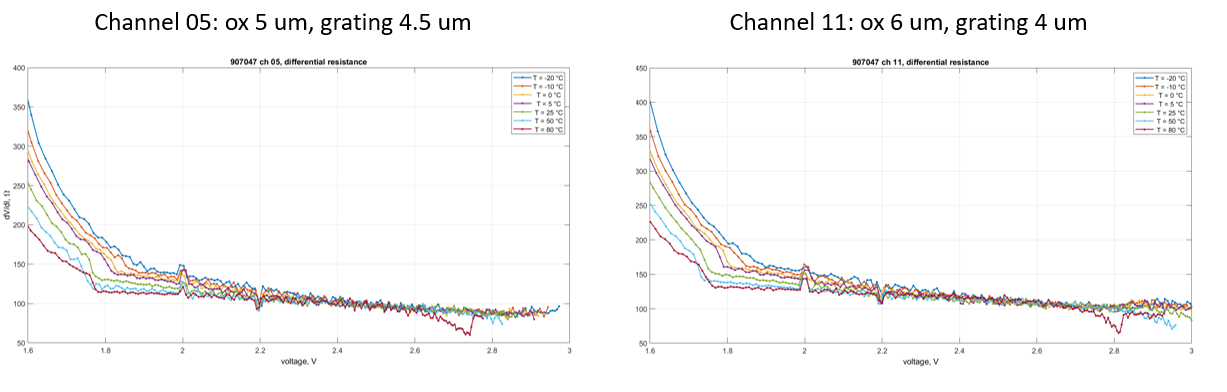 Channel 05: ox 5 um, grating 4.5 um
907047 ch 05, differential resistance
400
350
300
250
200
150
100
50
dV/dI, Ω
1.6
1.8
2
2.2
2.4
2.6
2.8
3
voltage, V
T = -20 °C
T = -10 °C
T = 0 °C
T = 5 °C
T = 25 °C
T = 50 °C
T = 80 °C
Channel 11: ox 6 um, grating 4 um
907047 ch 11, differential resistance
450
400
350
300
250
200
150
100
50
1.6
1.8
2
2.2
2.4
2.6
2.8
3
voltage, V
T = -20 °C
T = -10 °C
T = 0 °C
T = 5 °C
T = 25 °C
T = 50 °C
T = 80 °C